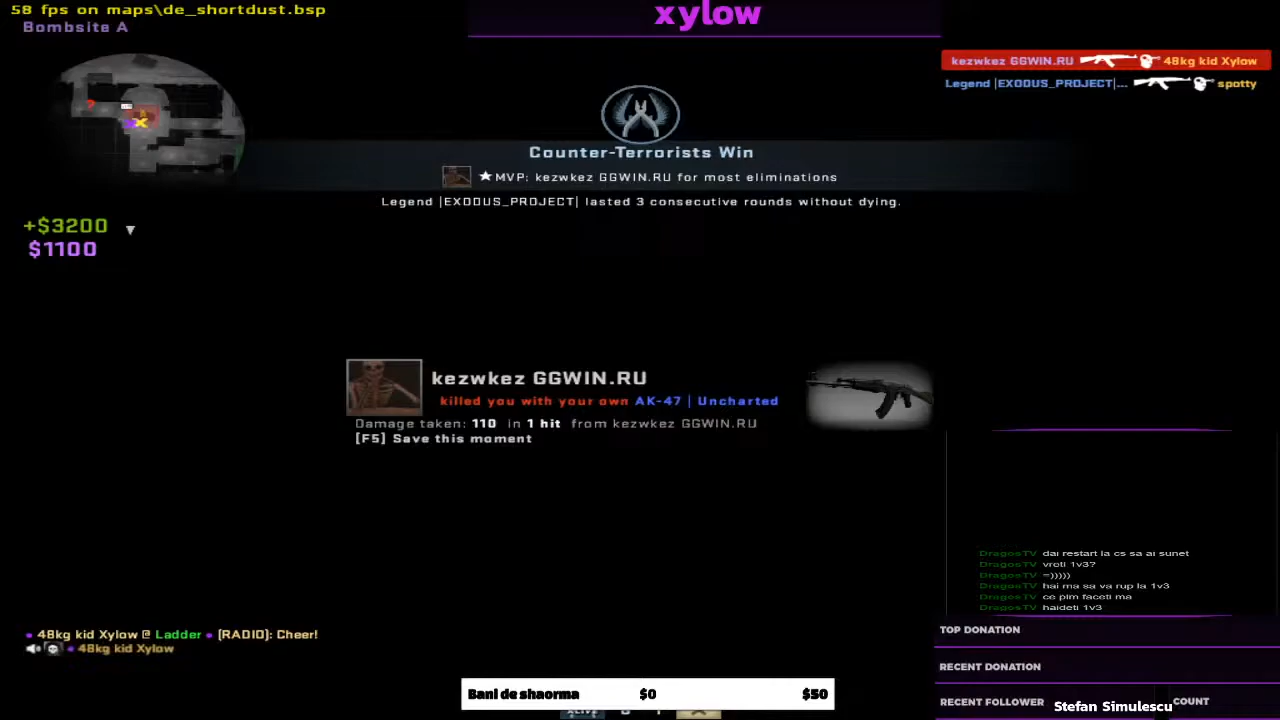 58 fps on maps\de_shortdust.bsp
Bombsite A
xylow
kezwkez GGWIN.RU 48kg kid Xylow
Legend |EXODUS_PROJECT|... spotty
Counter-Terrorists Win
★MVP: kezwkez GGWIN.RU for most eliminations
Legend |EXODUS_PROJECT| lasted 3 consecutive rounds without dying.
+$3200
$1100
kezwkez GGWIN.RU
killed you with your own AK-47 | Uncharted
Damage taken: 110 in 1 hit from kezwkez GGWIN.RU
[F5] Save this moment
DragosTV dai restart la cs sa ai sunet
DragosTV vroti 1v3?
DragosTV =)))))
DragosTV hai ma sa va rup la 1v3
DragosTV ce plm faceti ma
DragosTV haideti 1v3
48kg kid Xylow @ Ladder • (RADIO): Cheer!
48kg kid Xylow
TOP DONATION
RECENT DONATION
RECENT FOLLOWER Stefan Simulescu COUNT
Bani de shaorma $0 $50